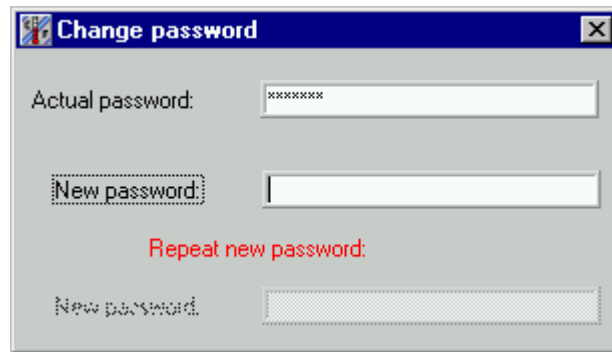 Change password
Actual password: *******
New password:
Repeat new password:
New password.